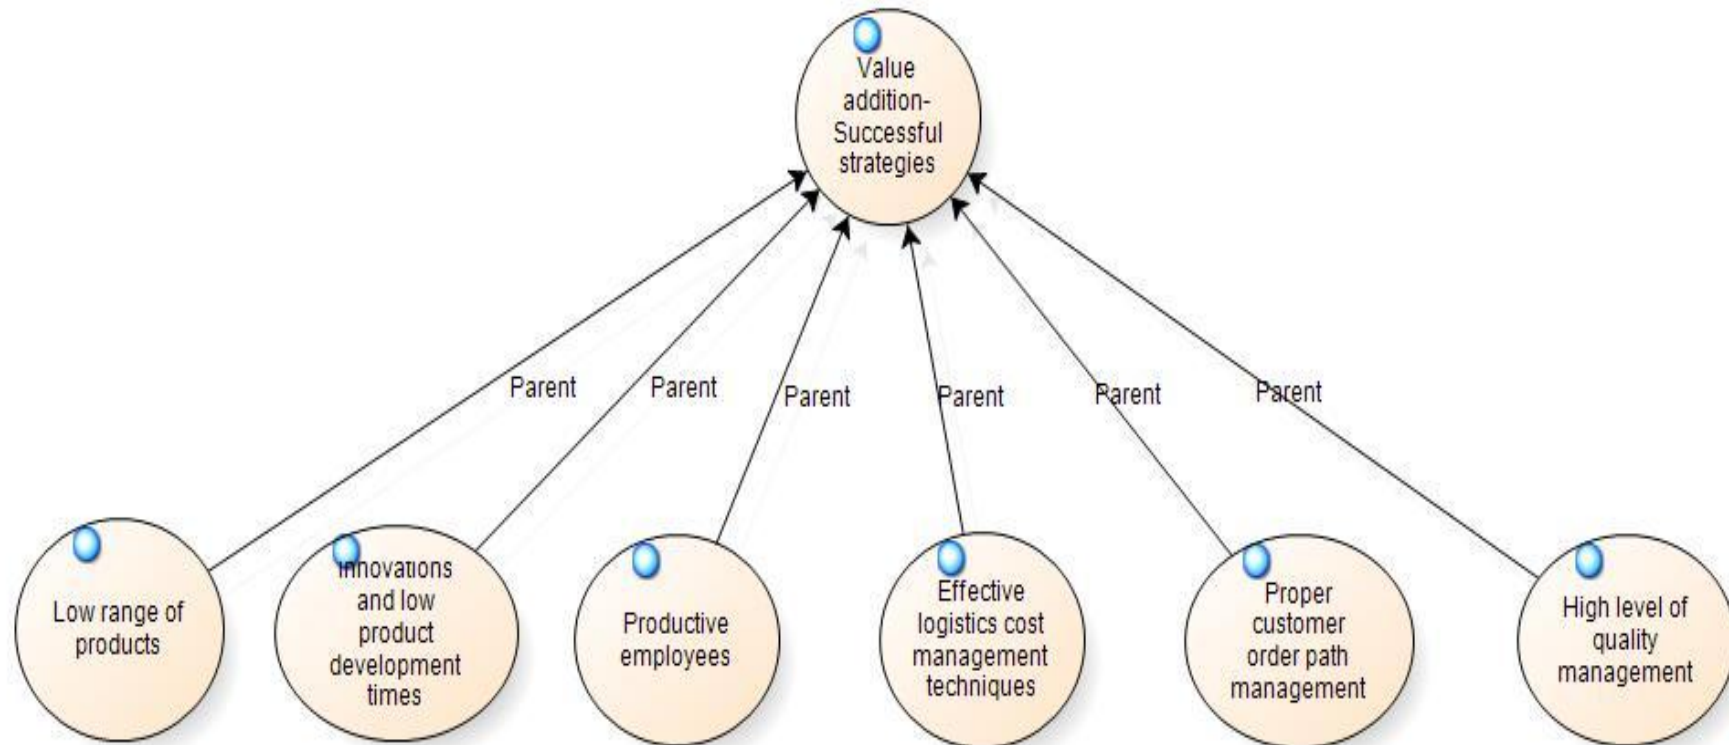 Value
addition-
Successful
strategies
Parent
Parent
Parent
Parent
Parent
Parent
Low range of
products
Innovations
and low
product
development
times
Productive
employees
Effective
logistics cost
management
techniques
Proper
customer
order path
management
High level of
quality
management